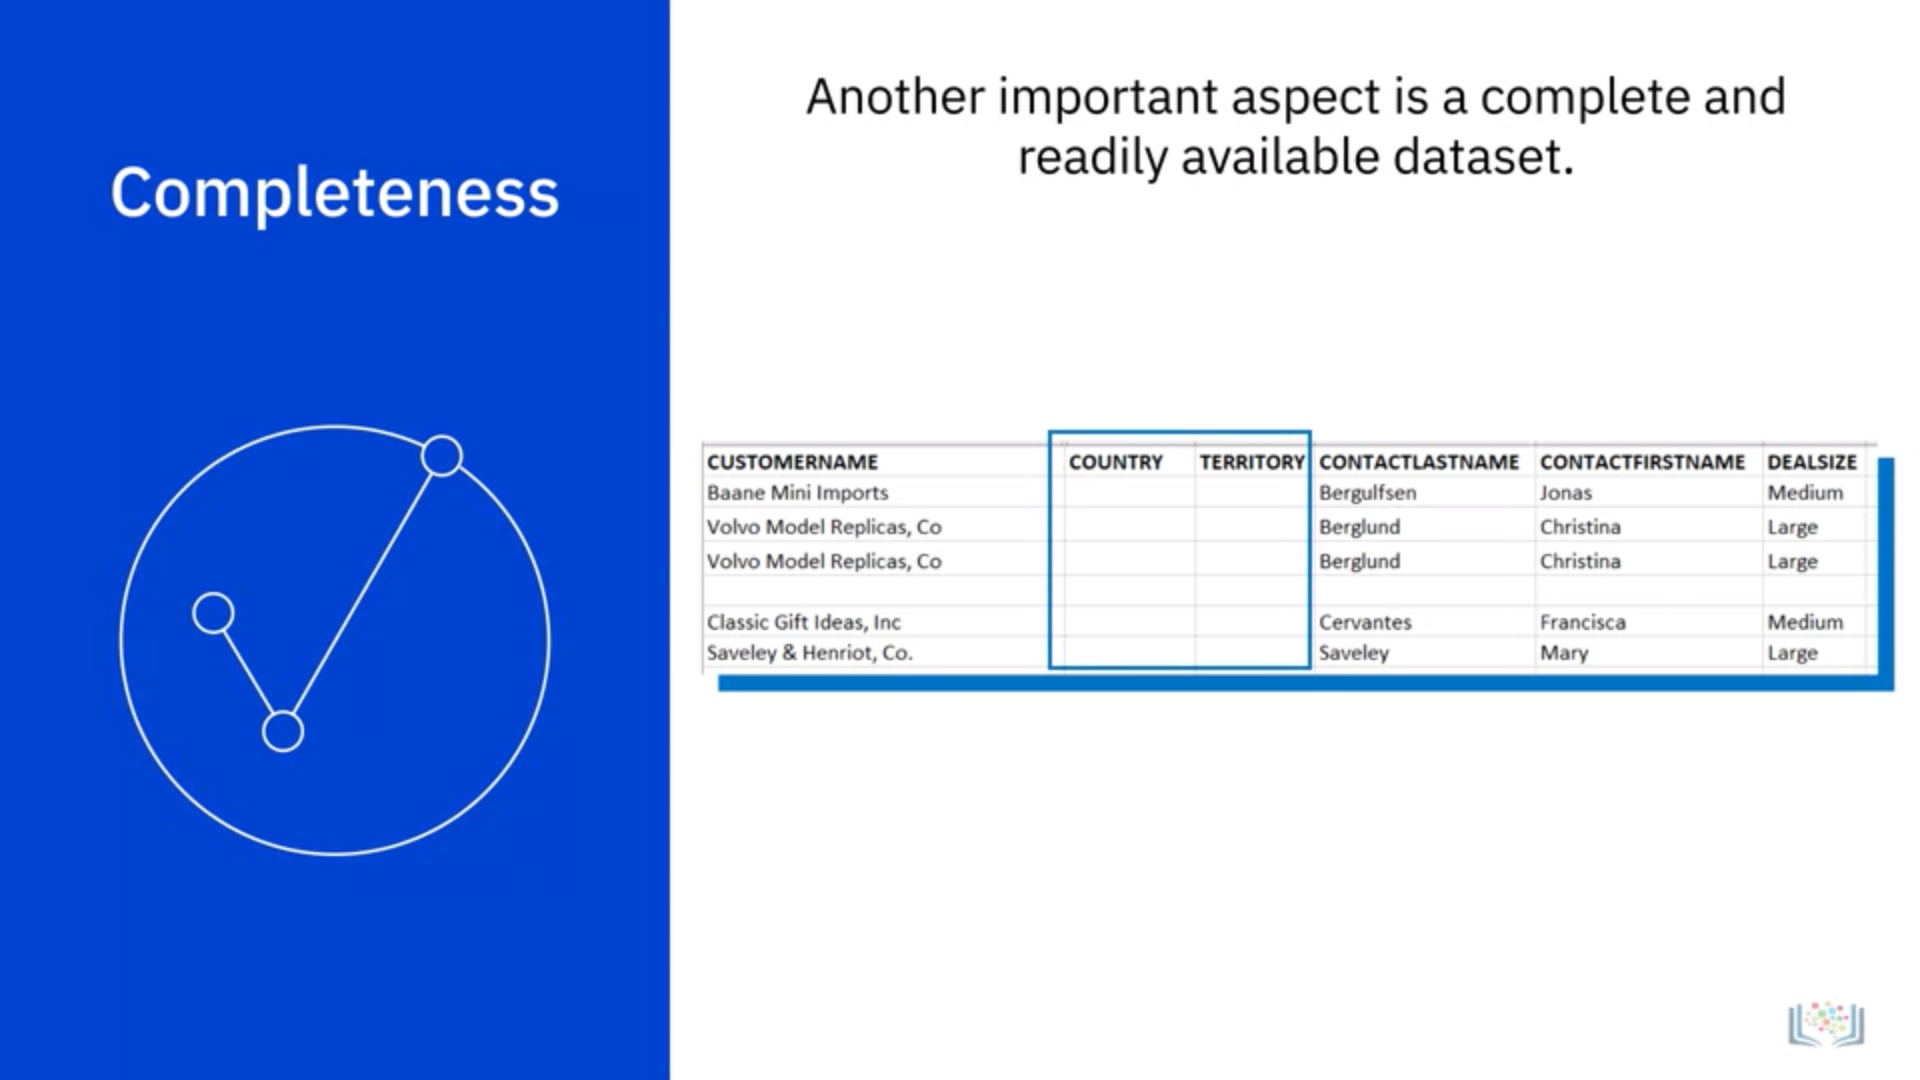 Completeness
Another important aspect is a complete and
readily available dataset.
CUSTOMERNAME COUNTRY TERRITORY CONTACTLASTNAME CONTACTFIRSTNAME DEALSIZE
Baane Mini Imports Bergulfsen Jonas Medium
Volvo Model Replicas, Co Berglund Christina Large
Volvo Model Replicas, Co Berglund Christina Large
Classic Gift Ideas, Inc Cervantes Francisca Medium
Saveley & Henriot, Co. Saveley Mary Large